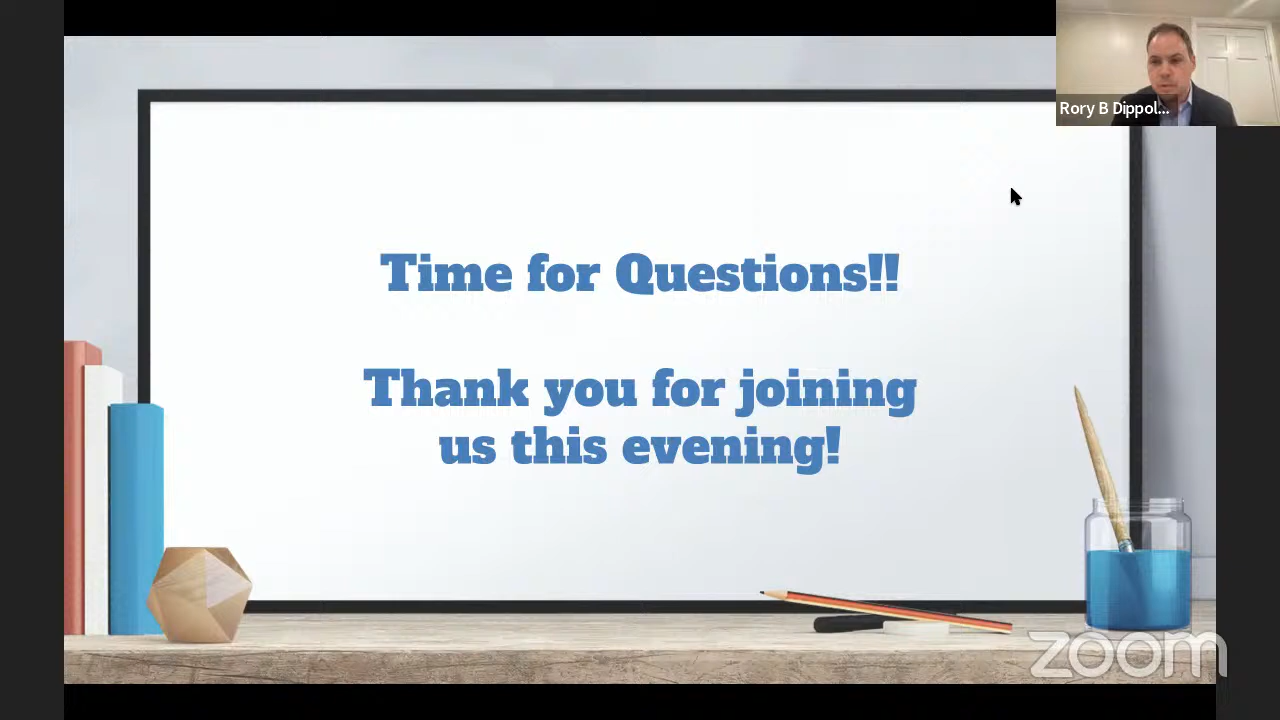 Rory B Dippol...
Time for Questions!!
Thank you for joining
us this evening!
zoom